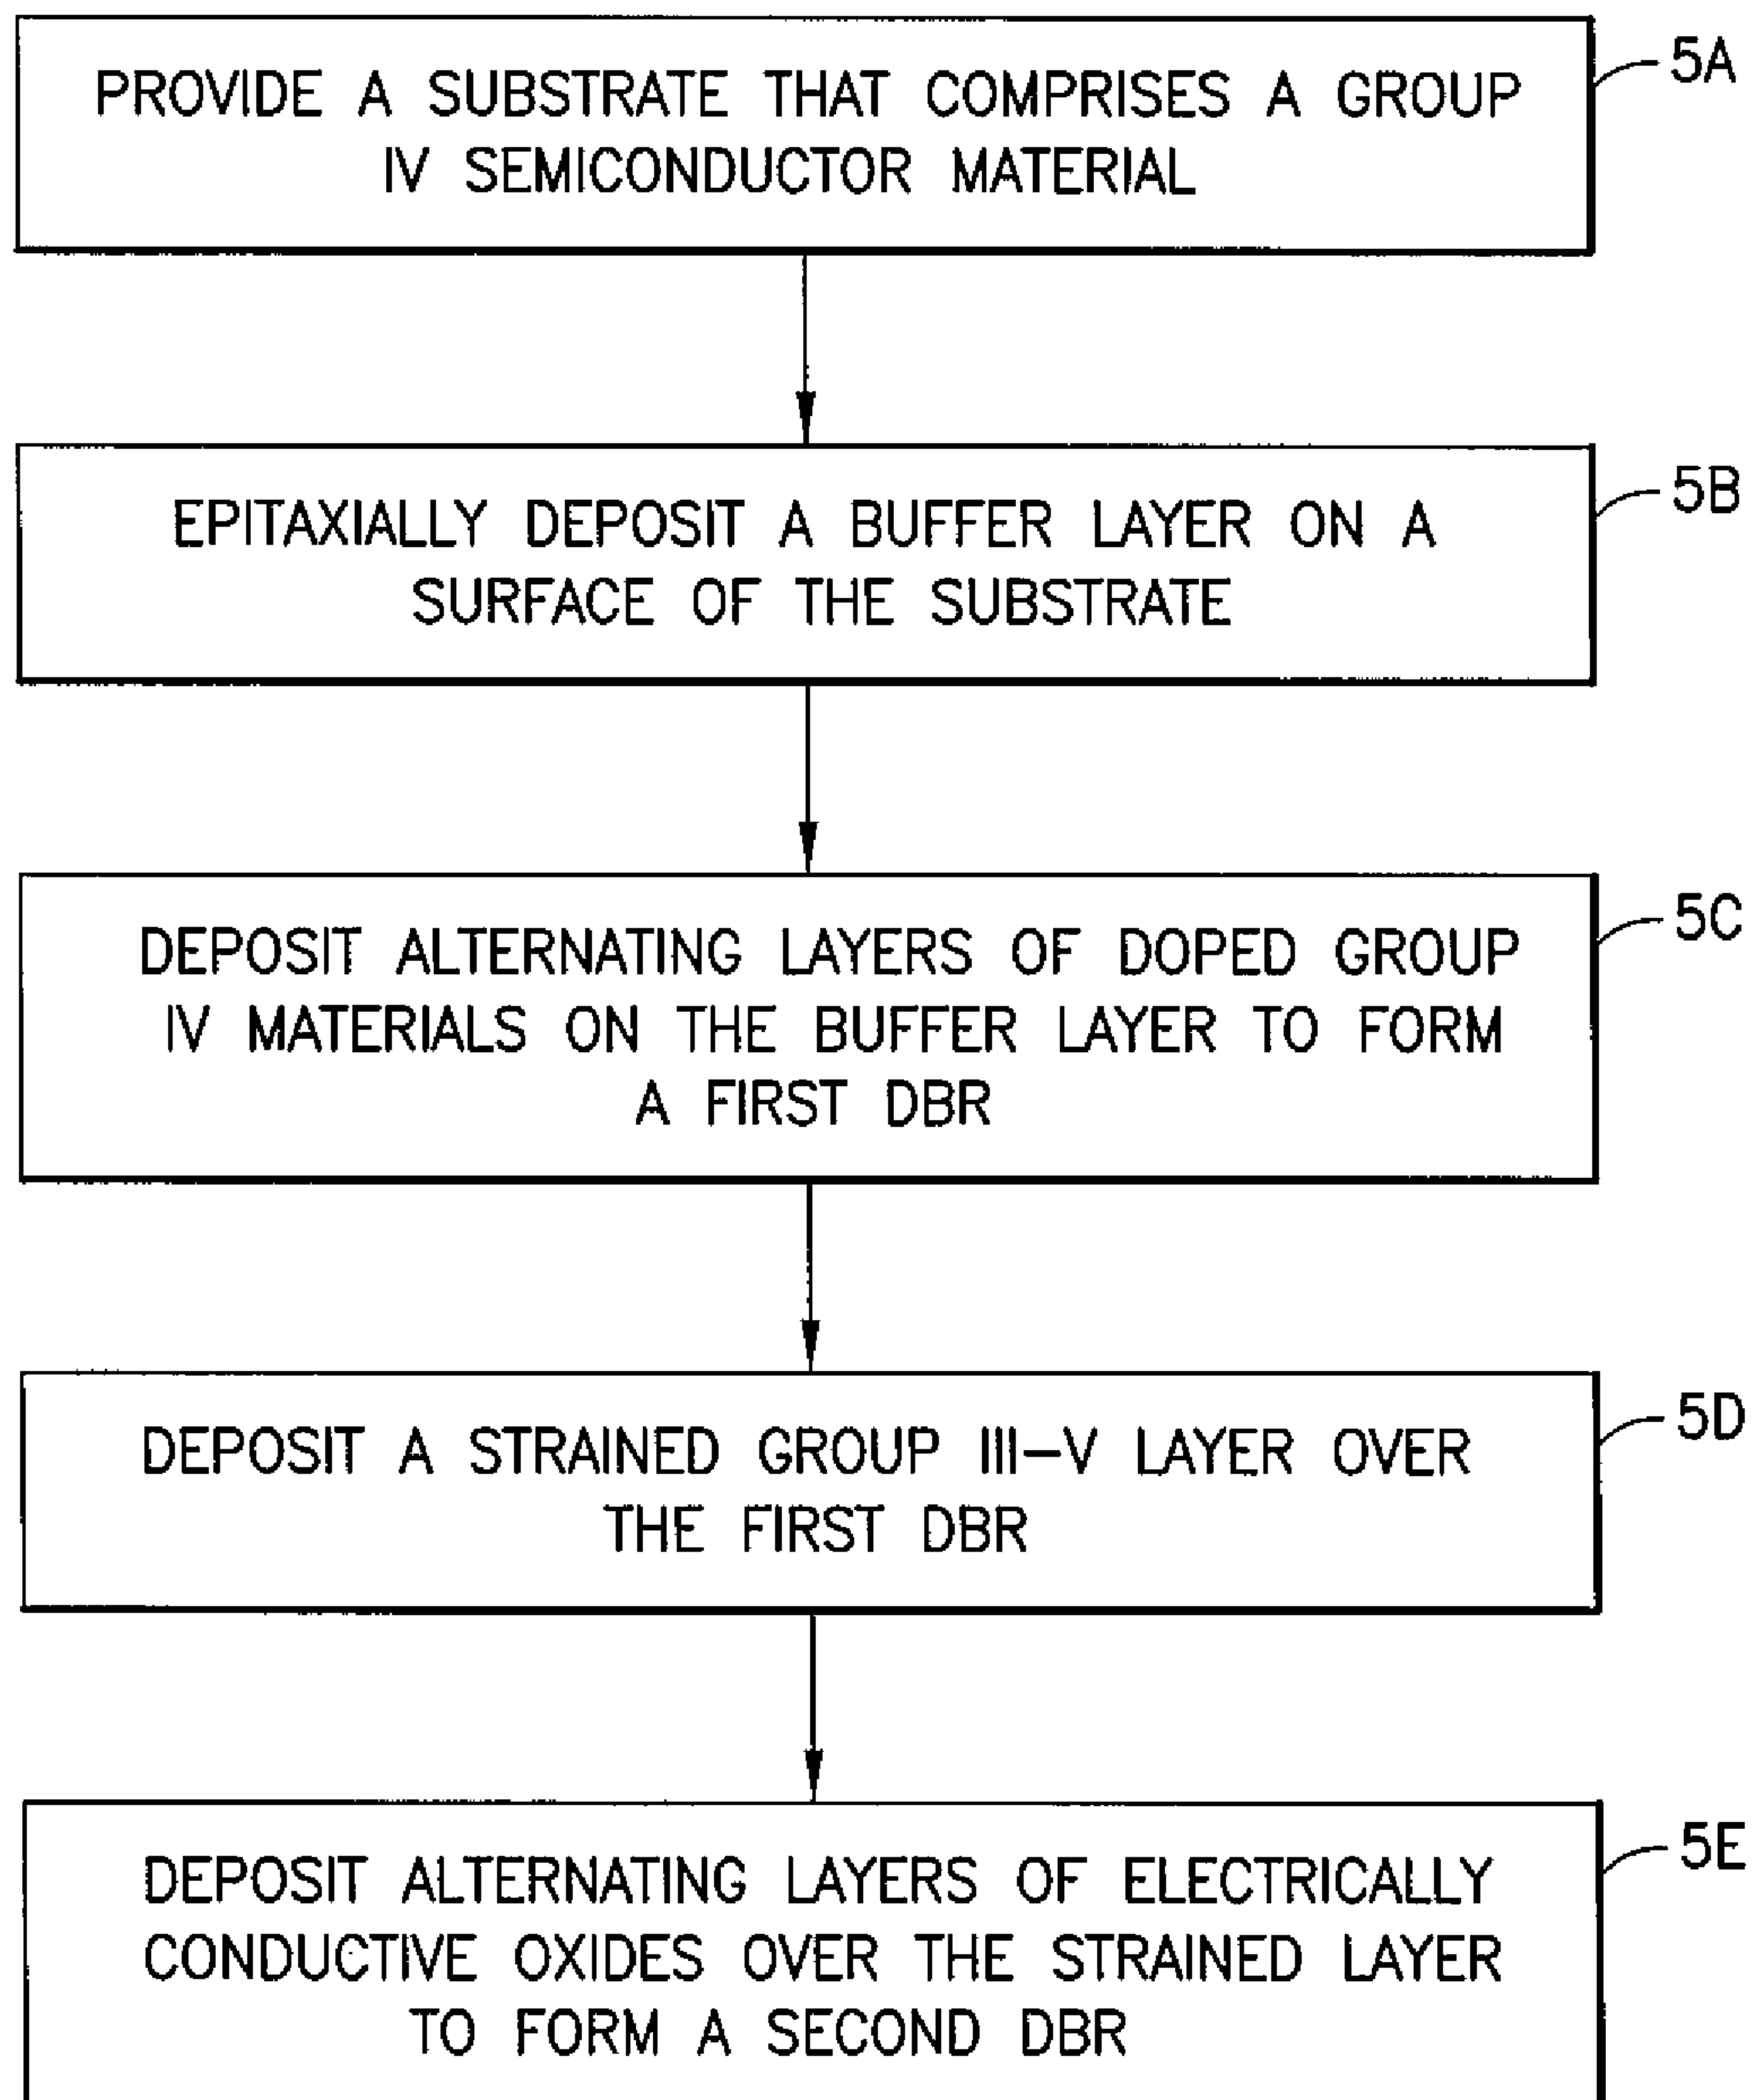 PROVIDE A SUBSTRATE THAT COMPRISES A GROUP
IV SEMICONDUCTOR MATERIAL
5A
EPITAXIALLY DEPOSIT A BUFFER LAYER ON A
SURFACE OF THE SUBSTRATE
5B
DEPOSIT ALTERNATING LAYERS OF DOPED GROUP
IV MATERIALS ON THE BUFFER LAYER TO FORM
A FIRST DBR
5C
DEPOSIT A STRAINED GROUP III-V LAYER OVER
THE FIRST DBR
5D
DEPOSIT ALTERNATING LAYERS OF ELECTRICALLY
CONDUCTIVE OXIDES OVER THE STRAINED LAYER
TO FORM A SECOND DBR
5E